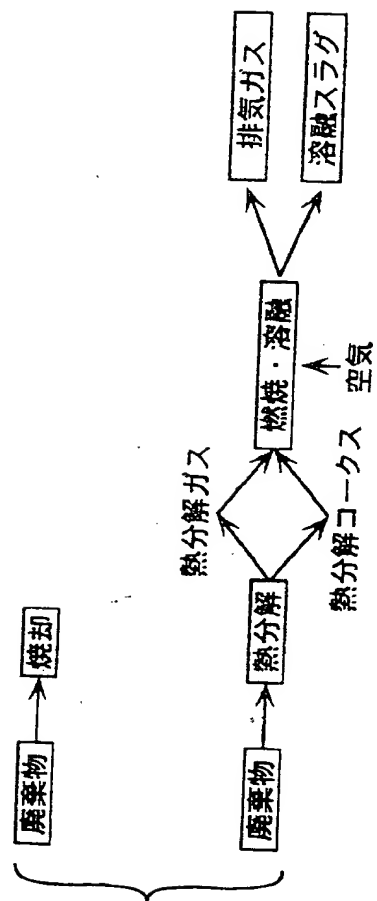 廃棄物
焼却
廃棄物
熱分解
熱分解ガス
熱分解コークス
燃焼・溶融
空気
排気ガス
溶融スラグ